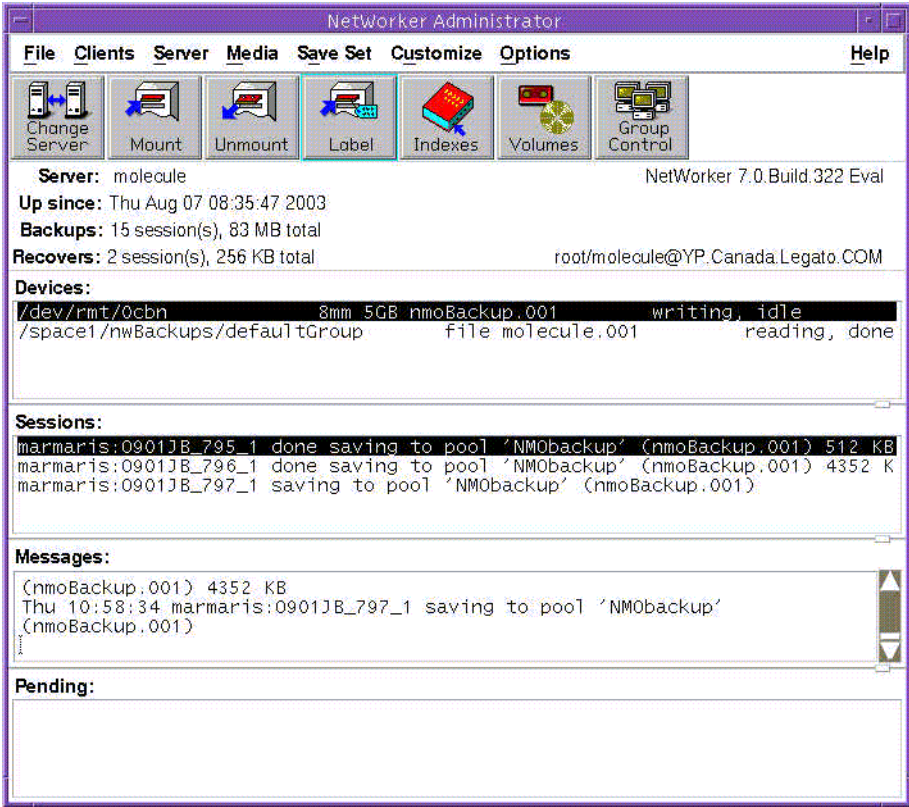 NetWorker Administrator
File Clients Server Media Save Set Customize Options Help
Change Server
Mount
Unmount
Label
Indexes
Volumes
Group Control
Server: molecule NetWorker 7.0.Build.322 Eval
Up since: Thu Aug 07 08:35:47 2003
Backups: 15 session(s), 83 MB total
Recovers: 2 session(s), 256 KB total root/molecule@YP.Canada.Legato.COM
Devices:
/dev/rmt/0cbn 8mm 5GB nmoBackup.001 writing, idle
/space1/nwBackups/defaultGroup file molecule.001 reading, done
Sessions:
marmaris:0901JB_795_1 done saving to pool 'NMObackup' (nmoBackup.001) 512 KB
marmaris:0901JB_796_1 done saving to pool 'NMObackup' (nmoBackup.001) 4352 K
marmaris:0901JB_797_1 saving to pool 'NMObackup' (nmoBackup.001)
Messages:
(nmoBackup.001) 4352 KB
Thu 10:58:34 marmaris:0901JB_797_1 saving to pool 'NMObackup'
(nmoBackup.001)
Pending: